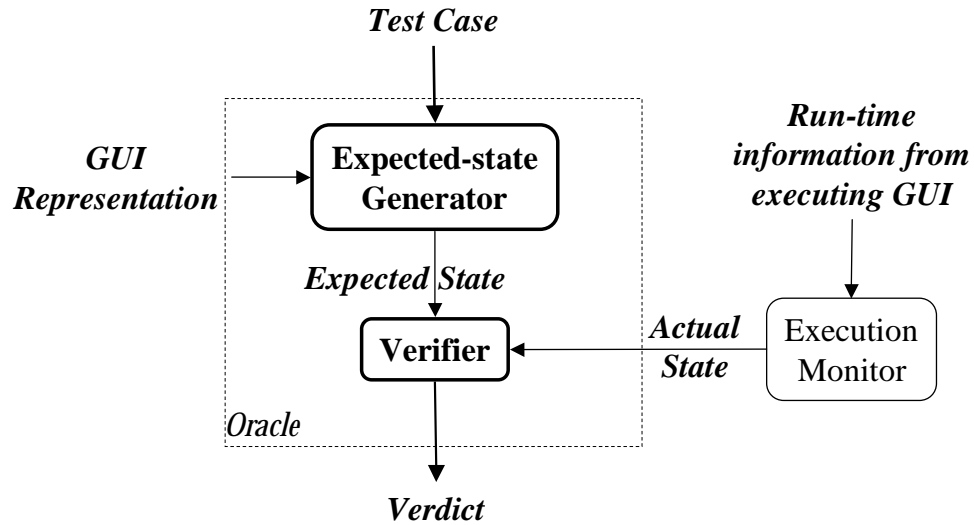 Test Case
GUI
Representation
Expected-state
Generator
Run-time
information from
executing GUI
Expected State
Verifier
Actual
State
Execution
Monitor
Oracle
Verdict